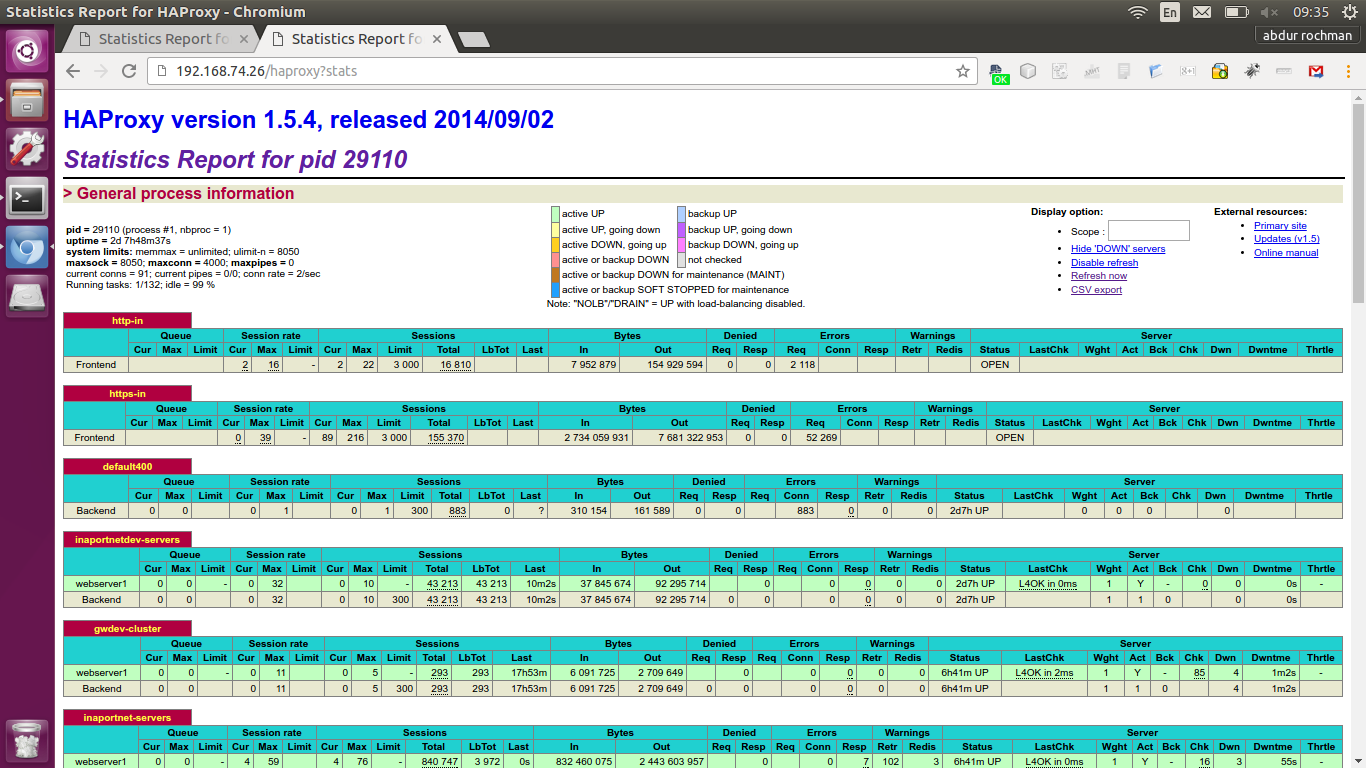 Statistics Report for HAProxy - Chromium
En
09:35
Statistics Report fo ×
Statistics Report fo ×
abdur rochman
192.168.74.26/haproxy?stats
OK
HAProxy version 1.5.4, released 2014/09/02
Statistics Report for pid 29110
> General process information
pid = 29110 (process #1, nbproc = 1)
uptime = 2d 7h48m37s
system limits: memmax = unlimited; ulimit-n = 8050
maxsock = 8050; maxconn = 4000; maxpipes = 0
current conns = 91; current pipes = 0/0; conn rate = 2/sec
Running tasks: 1/132; idle = 99 %
active UP backup UP
active UP, going down backup UP, going down
active DOWN, going up backup DOWN, going up
active or backup DOWN not checked
active or backup DOWN for maintenance (MAINT)
active or backup SOFT STOPPED for maintenance
Note: "NOLB"/"DRAIN" = UP with load-balancing disabled.
Display option:
• Scope :
• Hide 'DOWN' servers
• Disable refresh
• Refresh now
• CSV export
External resources:
• Primary site
• Updates (v1.5)
• Online manual
http-in
Queue Session rate Sessions Bytes Denied Errors Warnings Server
Cur Max Limit Cur Max Limit Cur Max Limit Total LbTot Last In Out Req Resp Req Conn Resp Retr Redis Status LastChk Wght Act Bck Chk Dwn Dwntme Thrtle
Frontend 2 16 - 2 22 3 000 16 810 7 952 879 154 929 594 0 0 2 118 OPEN
https-in
Queue Session rate Sessions Bytes Denied Errors Warnings Server
Cur Max Limit Cur Max Limit Cur Max Limit Total LbTot Last In Out Req Resp Req Conn Resp Retr Redis Status LastChk Wght Act Bck Chk Dwn Dwntme Thrtle
Frontend 0 39 - 89 216 3 000 155 370 2 734 059 931 7 681 322 953 0 0 52 269 OPEN
default400
Queue Session rate Sessions Bytes Denied Errors Warnings Server
Cur Max Limit Cur Max Limit Cur Max Limit Total LbTot Last In Out Req Resp Req Conn Resp Retr Redis Status LastChk Wght Act Bck Chk Dwn Dwntme Thrtle
Backend 0 0 0 1 0 1 300 883 0 ? 310 154 161 589 0 0 883 0 0 0 2d7h UP 0 0 0 0
inaportnetdev-servers
Queue Session rate Sessions Bytes Denied Errors Warnings Server
Cur Max Limit Cur Max Limit Cur Max Limit Total LbTot Last In Out Req Resp Req Conn Resp Retr Redis Status LastChk Wght Act Bck Chk Dwn Dwntme Thrtle
webserver1 0 0 - 0 32 0 10 - 43 213 43 213 10m2s 37 845 674 92 295 714 0 0 0 0 0 2d7h UP L4OK in 0ms 1 Y - 0 0 0s -
Backend 0 0 0 32 0 10 300 43 213 43 213 10m2s 37 845 674 92 295 714 0 0 0 0 0 0 2d7h UP 1 1 0 0 0s
gwdev-cluster
Queue Session rate Sessions Bytes Denied Errors Warnings Server
Cur Max Limit Cur Max Limit Cur Max Limit Total LbTot Last In Out Req Resp Req Conn Resp Retr Redis Status LastChk Wght Act Bck Chk Dwn Dwntme Thrtle
webserver1 0 0 - 0 11 0 5 - 293 293 17h53m 6 091 725 2 709 649 0 0 0 0 0 6h41m UP L4OK in 2ms 1 Y - 85 4 1m2s -
Backend 0 0 0 11 0 5 300 293 293 17h53m 6 091 725 2 709 649 0 0 0 0 0 0 6h41m UP 1 1 0 4 1m2s
inaportnet-servers
Queue Session rate Sessions Bytes Denied Errors Warnings Server
Cur Max Limit Cur Max Limit Cur Max Limit Total LbTot Last In Out Req Resp Req Conn Resp Retr Redis Status LastChk Wght Act Bck Chk Dwn Dwntme Thrtle
webserver1 0 0 - 4 59 4 76 - 840 747 3 972 0s 832 460 075 2 443 603 957 0 0 7 102 3 6h41m UP L4OK in 0ms 1 Y - 16 3 55s -